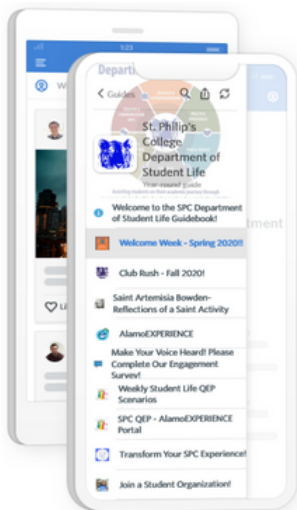 5:23
Departm
< Guides
St. Philip's
College
Department of
Student Life
Year-round guide
Welcome to the SPC Department
of Student Life Guidebook!
Welcome Week - Spring 2020!!
Club Rush - Fall 2020!
Saint Artemisia Bowden-
Reflections of a Saint Activity
AlamoEXPERIENCE
Make Your Voice Heard! Please
Complete Our Engagement
Survey!
Weekly Student Life QEP
Scenarios
SPC QEP - AlamoEXPERIENCE
Portal
Transform Your SPC Experience!
Join a Student Organization!